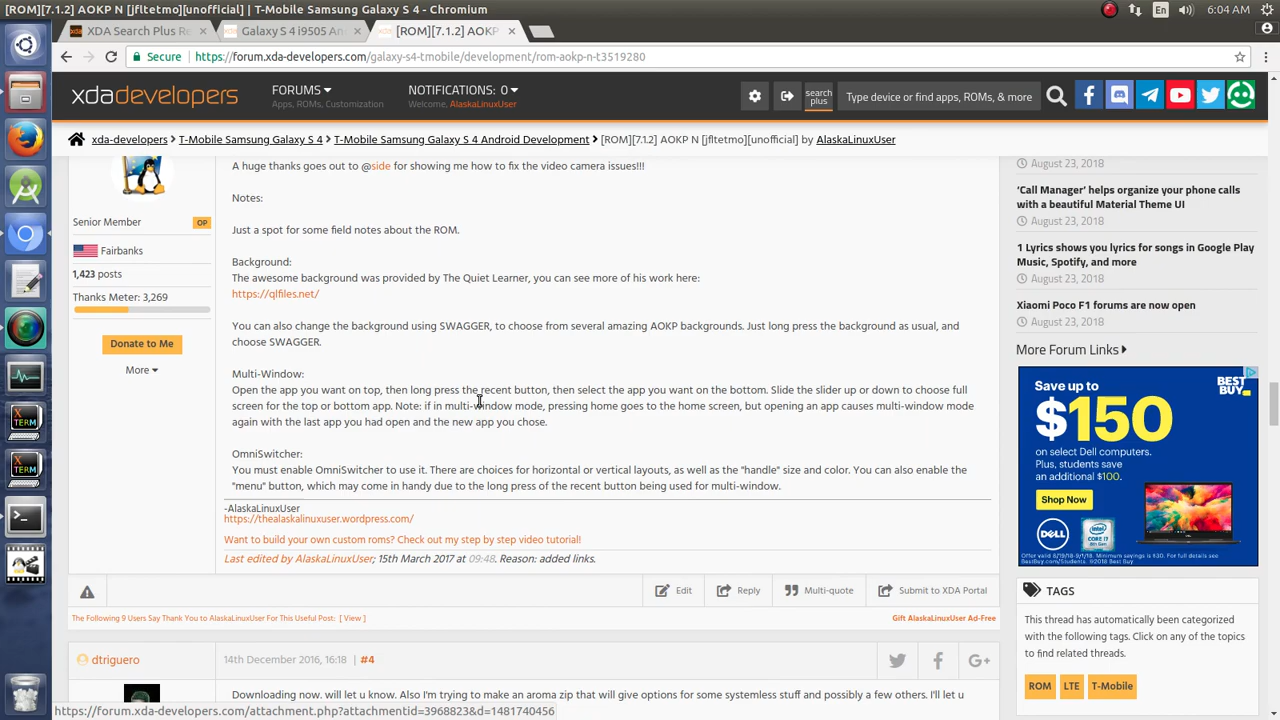 [ROM][7.1.2] AOKP N [jfltetmo][unofficial] | T-Mobile Samsung Galaxy S 4 - Chromium
En
6:04 AM
XDA Search Plus Re
Galaxy S 4 i9505 An
[ROM][7.1.2] AOKP
Secure
https://forum.xda-developers.com/galaxy-s4-tmobile/development/rom-aokp-n-t3519280
xdadevelopers
FORUMS
Apps, ROMs, Customization
NOTIFICATIONS: 0
Welcome, AlaskaLinuxUser
search plus
Type device or find apps, ROMs, & more
xda-developers > T-Mobile Samsung Galaxy S 4 > T-Mobile Samsung Galaxy S 4 Android Development > [ROM][7.1.2] AOKP N [jfltetmo][unofficial] by AlaskaLinuxUser
Senior Member
OP
Fairbanks
1,423 posts
Thanks Meter: 3,269
Donate to Me
More
A huge thanks goes out to @side for showing me how to fix the video camera issues!!!
Notes:
Just a spot for some field notes about the ROM.
Background:
The awesome background was provided by The Quiet Learner, you can see more of his work here:
https://qlfiles.net/
You can also change the background using SWAGGER, to choose from several amazing AOKP backgrounds. Just long press the background as usual, and
choose SWAGGER.
Multi-Window:
Open the app you want on top, then long press the recent button, then select the app you want on the bottom. Slide the slider up or down to choose full
screen for the top or bottom app. Note: if in multi-window mode, pressing home goes to the home screen, but opening an app causes multi-window mode
again with the last app you had open and the new app you chose.
OmniSwitcher:
You must enable OmniSwitcher to use it. There are choices for horizontal or vertical layouts, as well as the "handle" size and color. You can also enable the
"menu" button, which may come in handy due to the long press of the recent button being used for multi-window.
-AlaskaLinuxUser
https://thealaskalinuxuser.wordpress.com/
Want to build your own custom roms? Check out my step by step video tutorial!
Last edited by AlaskaLinuxUser; 15th March 2017 at 09:48. Reason: added links.
Edit
Reply
Multi-quote
Submit to XDA Portal
The Following 9 Users Say Thank You to AlaskaLinuxUser For This Useful Post: [ View ]
Gift AlaskaLinuxUser Ad-Free
dtriguero
14th December 2016, 16:18 | #4
G+
Downloading now. will let u know. Also I'm trying to make an aroma zip that will give options for some systemless stuff and possibly a few others. I'll let u
https://forum.xda-developers.com/attachment.php?attachmentid=3968823&d=1481740456
August 23, 2018
'Call Manager' helps organize your phone calls
with a beautiful Material Theme UI
August 23, 2018
1 Lyrics shows you lyrics for songs in Google Play
Music, Spotify, and more
August 23, 2018
Xiaomi Poco F1 forums are now open
August 23, 2018
More Forum Links
Save up to
$150
on select Dell computers.
Plus, students save
an additional $100.
Shop Now
BEST
BUY
DELL
TAGS
This thread has automatically been categorized
with the following tags. Click on any of the topics
to find related threads.
ROM
LTE
T-Mobile
XTERM
XTERM